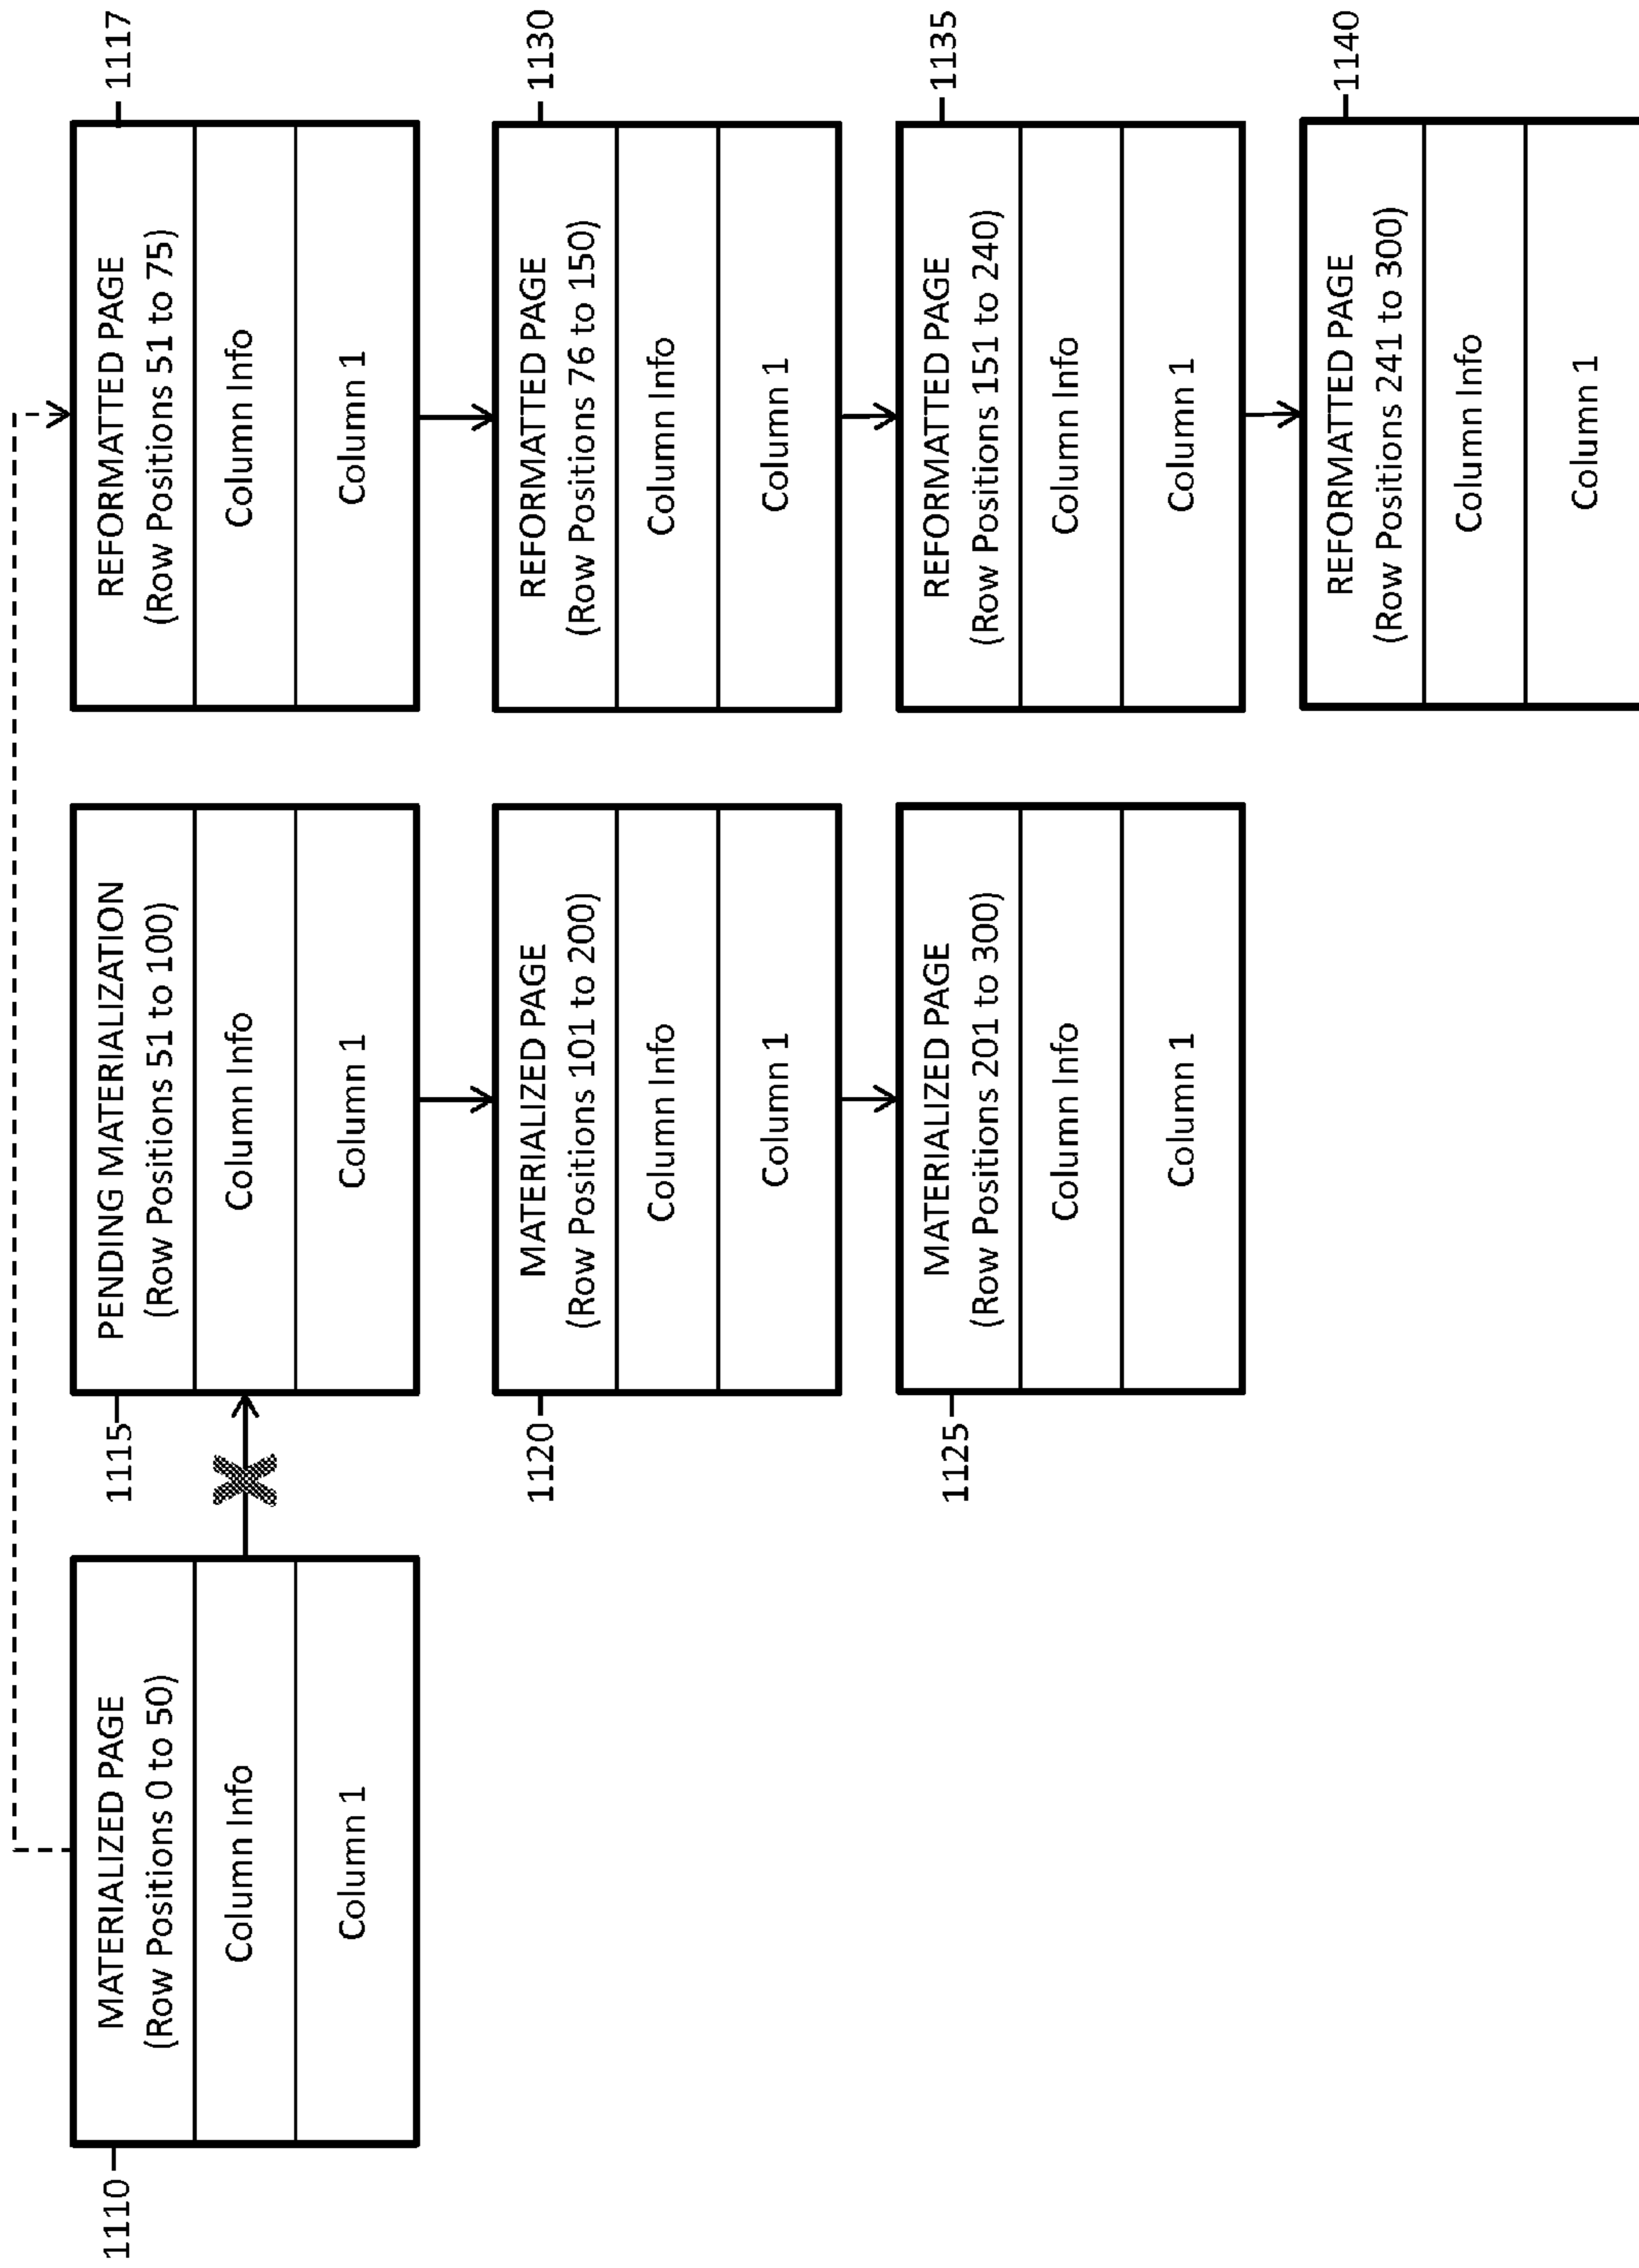 1110
MATERIALIZED PAGE
(Row Positions 0 to 50)
Column Info
Column 1
1115
PENDING MATERIALIZATION
(Row Positions 51 to 100)
Column Info
Column 1
1120
MATERIALIZED PAGE
(Row Positions 101 to 200)
Column Info
Column 1
1125
MATERIALIZED PAGE
(Row Positions 201 to 300)
Column Info
Column 1
1117
REFORMATTED PAGE
(Row Positions 51 to 75)
Column Info
Column 1
1130
REFORMATTED PAGE
(Row Positions 76 to 150)
Column Info
Column 1
1135
REFORMATTED PAGE
(Row Positions 151 to 240)
Column Info
Column 1
1140
REFORMATTED PAGE
(Row Positions 241 to 300)
Column Info
Column 1